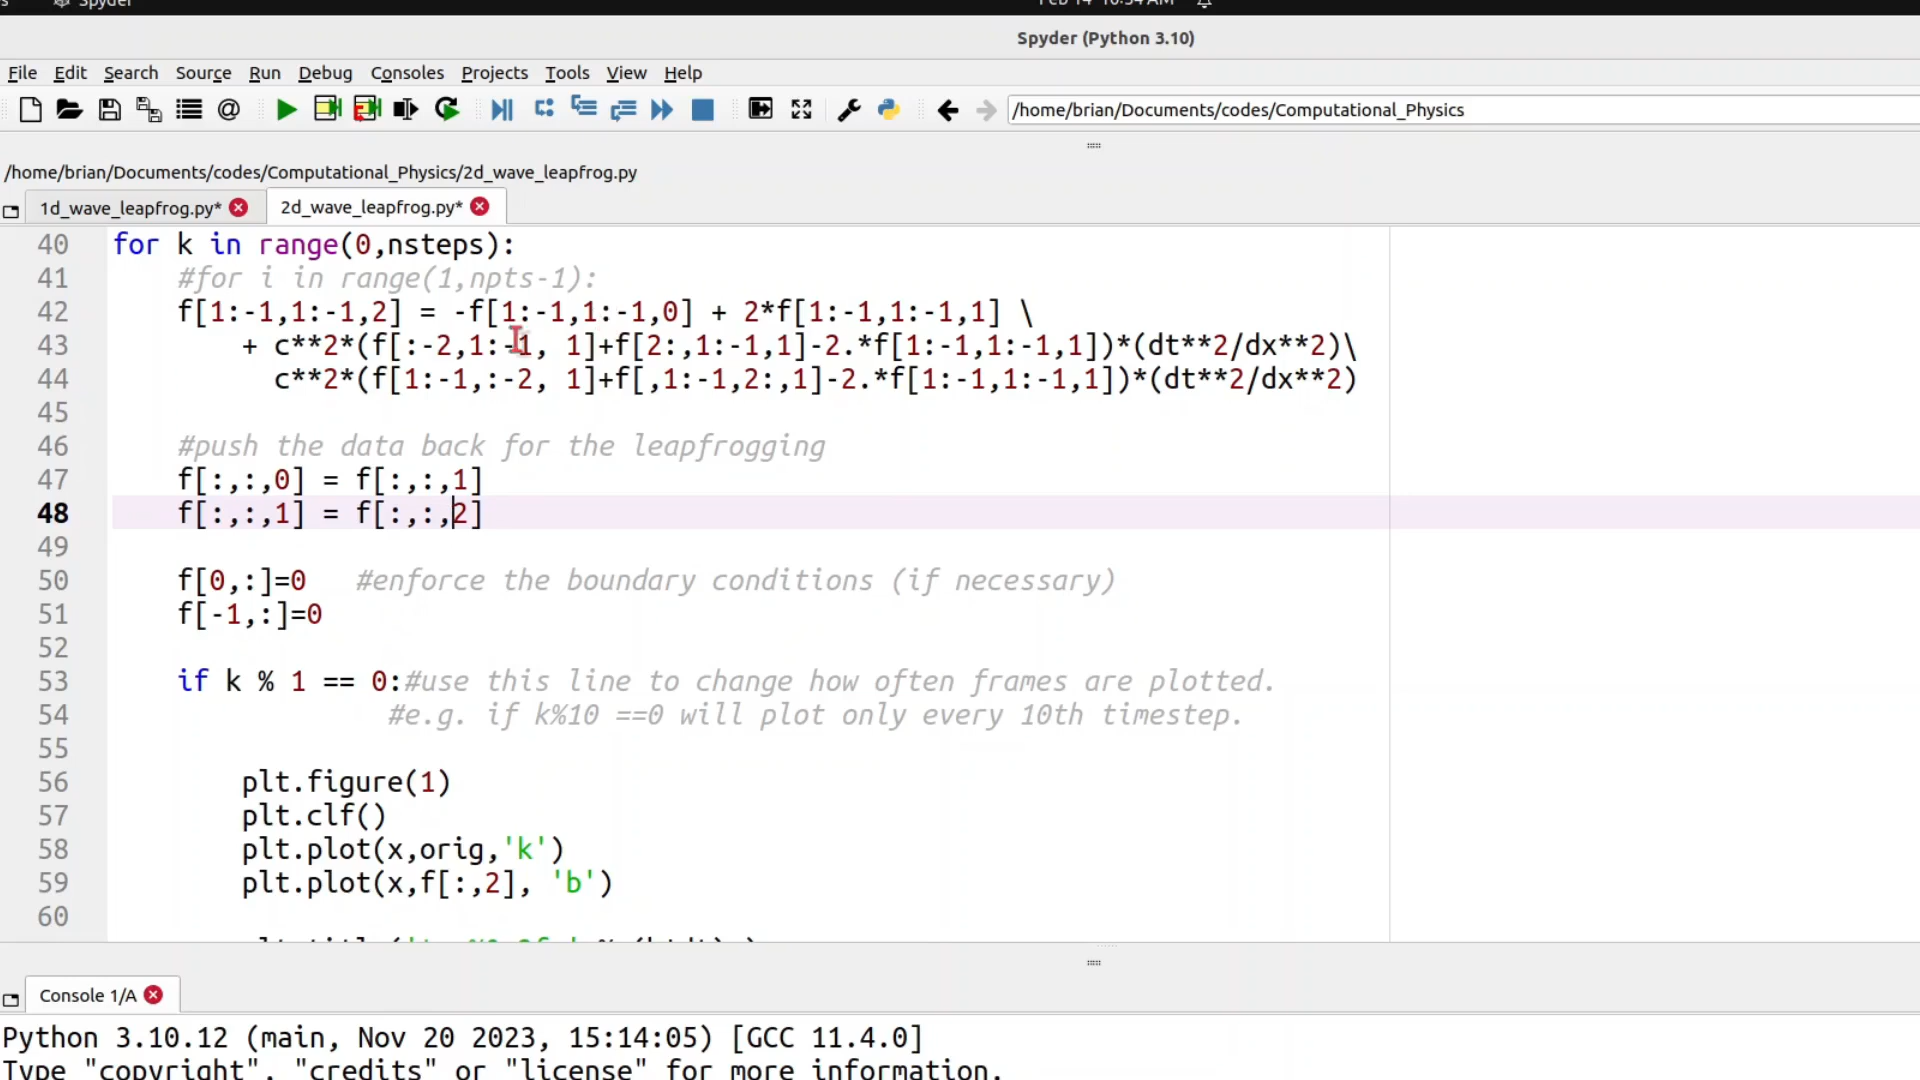 Spyder
Feb 14 10:54 AM
Spyder (Python 3.10)
File Edit Search Source Run Debug Consoles Projects Tools View Help
/home/brian/Documents/codes/Computational_Physics
/home/brian/Documents/codes/Computational_Physics/2d_wave_leapfrog.py
1d_wave_leapfrog.py* 2d_wave_leapfrog.py*
40 for k in range(0,nsteps):
41     #for i in range(1,npts-1):
42     f[1:-1,1:-1,2] = -f[1:-1,1:-1,0] + 2*f[1:-1,1:-1,1] \
43         + c**2*(f[:-2,1:-1, 1]+f[2:,1:-1,1]-2.*f[1:-1,1:-1,1])*(dt**2/dx**2)\
44           c**2*(f[1:-1,:-2, 1]+f[,1:-1,2:,1]-2.*f[1:-1,1:-1,1])*(dt**2/dx**2)
45
46     #push the data back for the leapfrogging
47     f[:,:,0] = f[:,:,1]
48     f[:,:,1] = f[:,:,2]
49
50     f[0,:]=0   #enforce the boundary conditions (if necessary)
51     f[-1,:]=0
52
53     if k % 1 == 0:#use this line to change how often frames are plotted.
54                  #e.g. if k%10 ==0 will plot only every 10th timestep.
55
56         plt.figure(1)
57         plt.clf()
58         plt.plot(x,orig,'k')
59         plt.plot(x,f[:,2], 'b')
60
Console 1/A
Python 3.10.12 (main, Nov 20 2023, 15:14:05) [GCC 11.4.0]
Type "copyright", "credits" or "license" for more information.